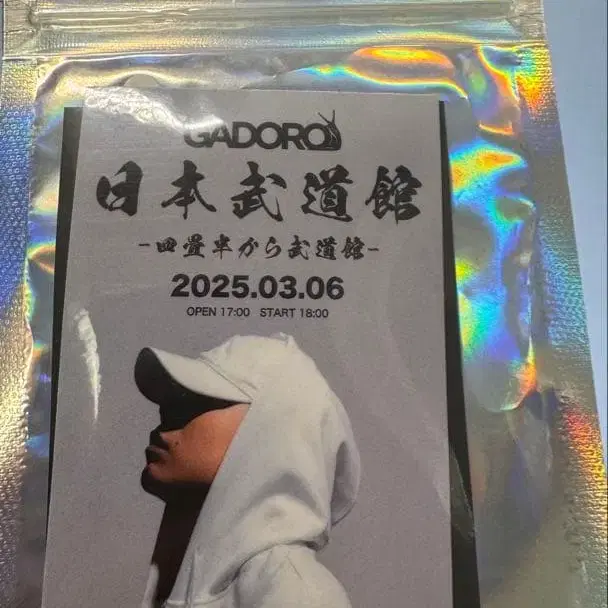 GADORO
日本武道館
-四畳半から武道館-
2025.03.06
OPEN 17:00 START 18:00